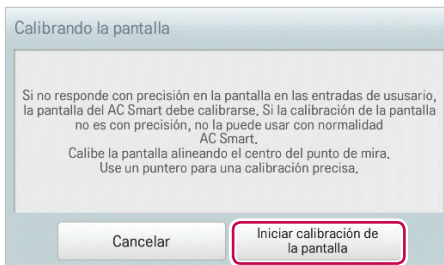 Calibrando la pantalla
Si no responde con precisión en la pantalla en las entradas de ususario,
la pantalla del AC Smart debe calibrarse. Si la calibración de la pantalla
no es con precisión, no la puede usar con normalidad
AC Smart.
Calibe la pantalla alineando el centro del punto de mira.
Use un puntero para una calibración precisa.
Cancelar
Iniciar calibración de
la pantalla